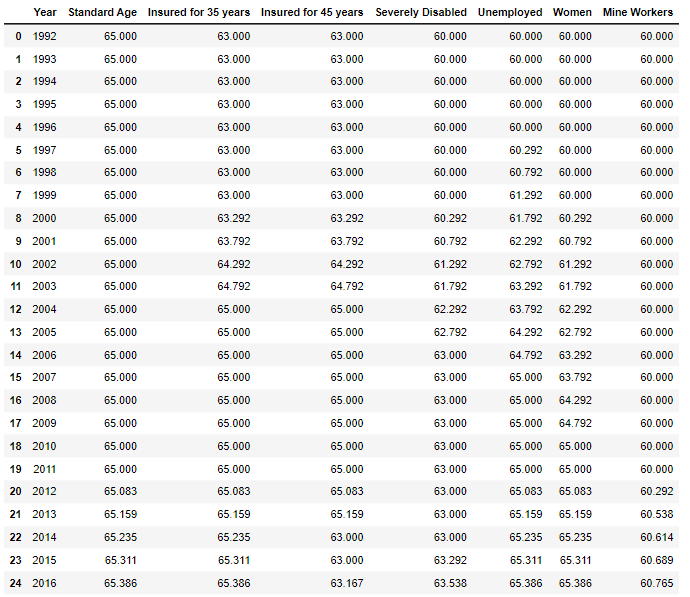 Year Standard Age Insured for 35 years Insured for 45 years Severely Disabled Unemployed Women Mine Workers
0 1992 65.000 63.000 63.000 60.000 60.000 60.000 60.000
1 1993 65.000 63.000 63.000 60.000 60.000 60.000 60.000
2 1994 65.000 63.000 63.000 60.000 60.000 60.000 60.000
3 1995 65.000 63.000 63.000 60.000 60.000 60.000 60.000
4 1996 65.000 63.000 63.000 60.000 60.000 60.000 60.000
5 1997 65.000 63.000 63.000 60.000 60.292 60.000 60.000
6 1998 65.000 63.000 63.000 60.000 60.792 60.000 60.000
7 1999 65.000 63.000 63.000 60.000 61.292 60.000 60.000
8 2000 65.000 63.292 63.292 60.292 61.792 60.292 60.000
9 2001 65.000 63.792 63.792 60.792 62.292 60.792 60.000
10 2002 65.000 64.292 64.292 61.292 62.792 61.292 60.000
11 2003 65.000 64.792 64.792 61.792 63.292 61.792 60.000
12 2004 65.000 65.000 65.000 62.292 63.792 62.292 60.000
13 2005 65.000 65.000 65.000 62.792 64.292 62.792 60.000
14 2006 65.000 65.000 65.000 63.000 64.792 63.292 60.000
15 2007 65.000 65.000 65.000 63.000 65.000 63.792 60.000
16 2008 65.000 65.000 65.000 63.000 65.000 64.292 60.000
17 2009 65.000 65.000 65.000 63.000 65.000 64.792 60.000
18 2010 65.000 65.000 65.000 63.000 65.000 65.000 60.000
19 2011 65.000 65.000 65.000 63.000 65.000 65.000 60.000
20 2012 65.083 65.083 65.083 63.000 65.083 65.083 60.292
21 2013 65.159 65.159 65.159 63.000 65.159 65.159 60.538
22 2014 65.235 65.235 63.000 63.000 65.235 65.235 60.614
23 2015 65.311 65.311 63.000 63.292 65.311 65.311 60.689
24 2016 65.386 65.386 63.167 63.538 65.386 65.386 60.765